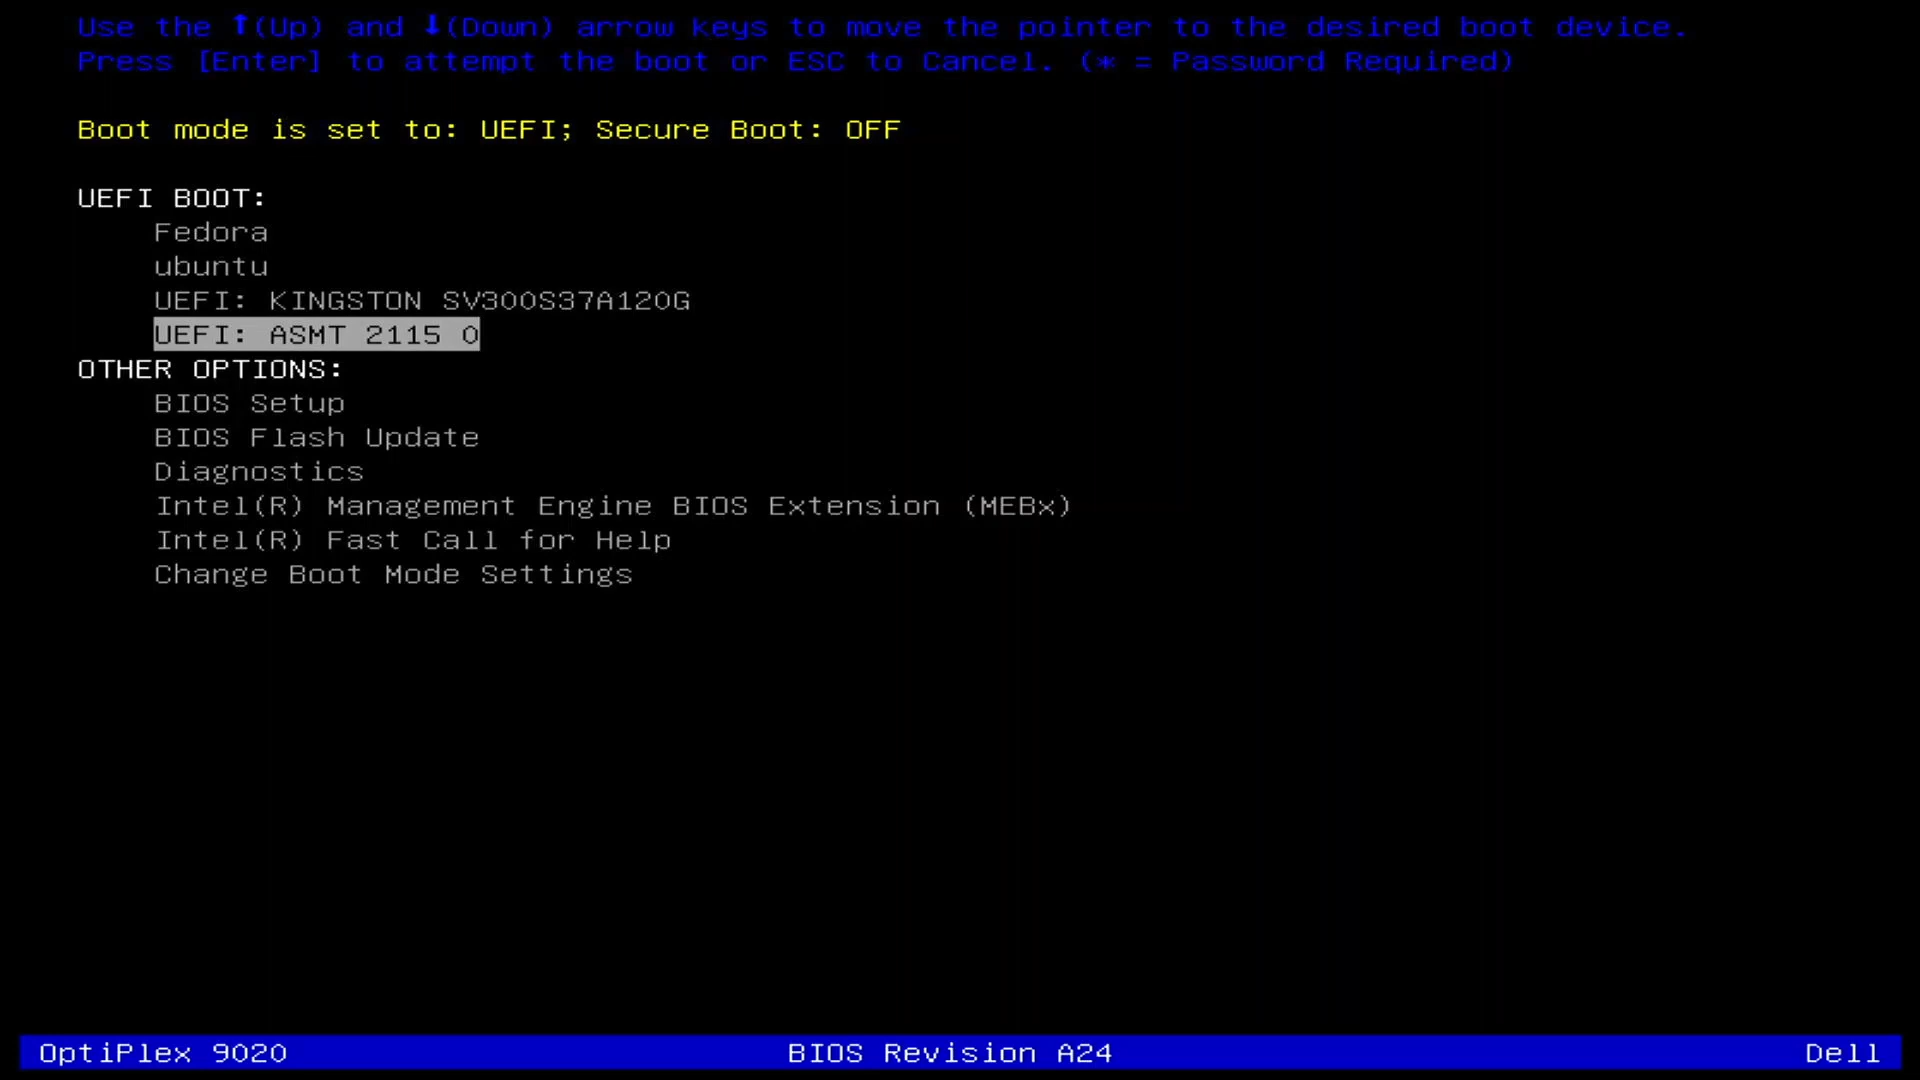 Use the ↑(Up) and ↓(Down) arrow keys to move the pointer to the desired boot device.
Press [Enter] to attempt the boot or ESC to Cancel. (* = Password Required)
Boot mode is set to: UEFI; Secure Boot: OFF
UEFI BOOT:
Fedora
ubuntu
UEFI: KINGSTON SV300S37A120G
UEFI: ASMT 2115 0
OTHER OPTIONS:
BIOS Setup
BIOS Flash Update
Diagnostics
Intel(R) Management Engine BIOS Extension (MEBx)
Intel(R) Fast Call for Help
Change Boot Mode Settings
OptiPlex 9020 BIOS Revision A24 Dell